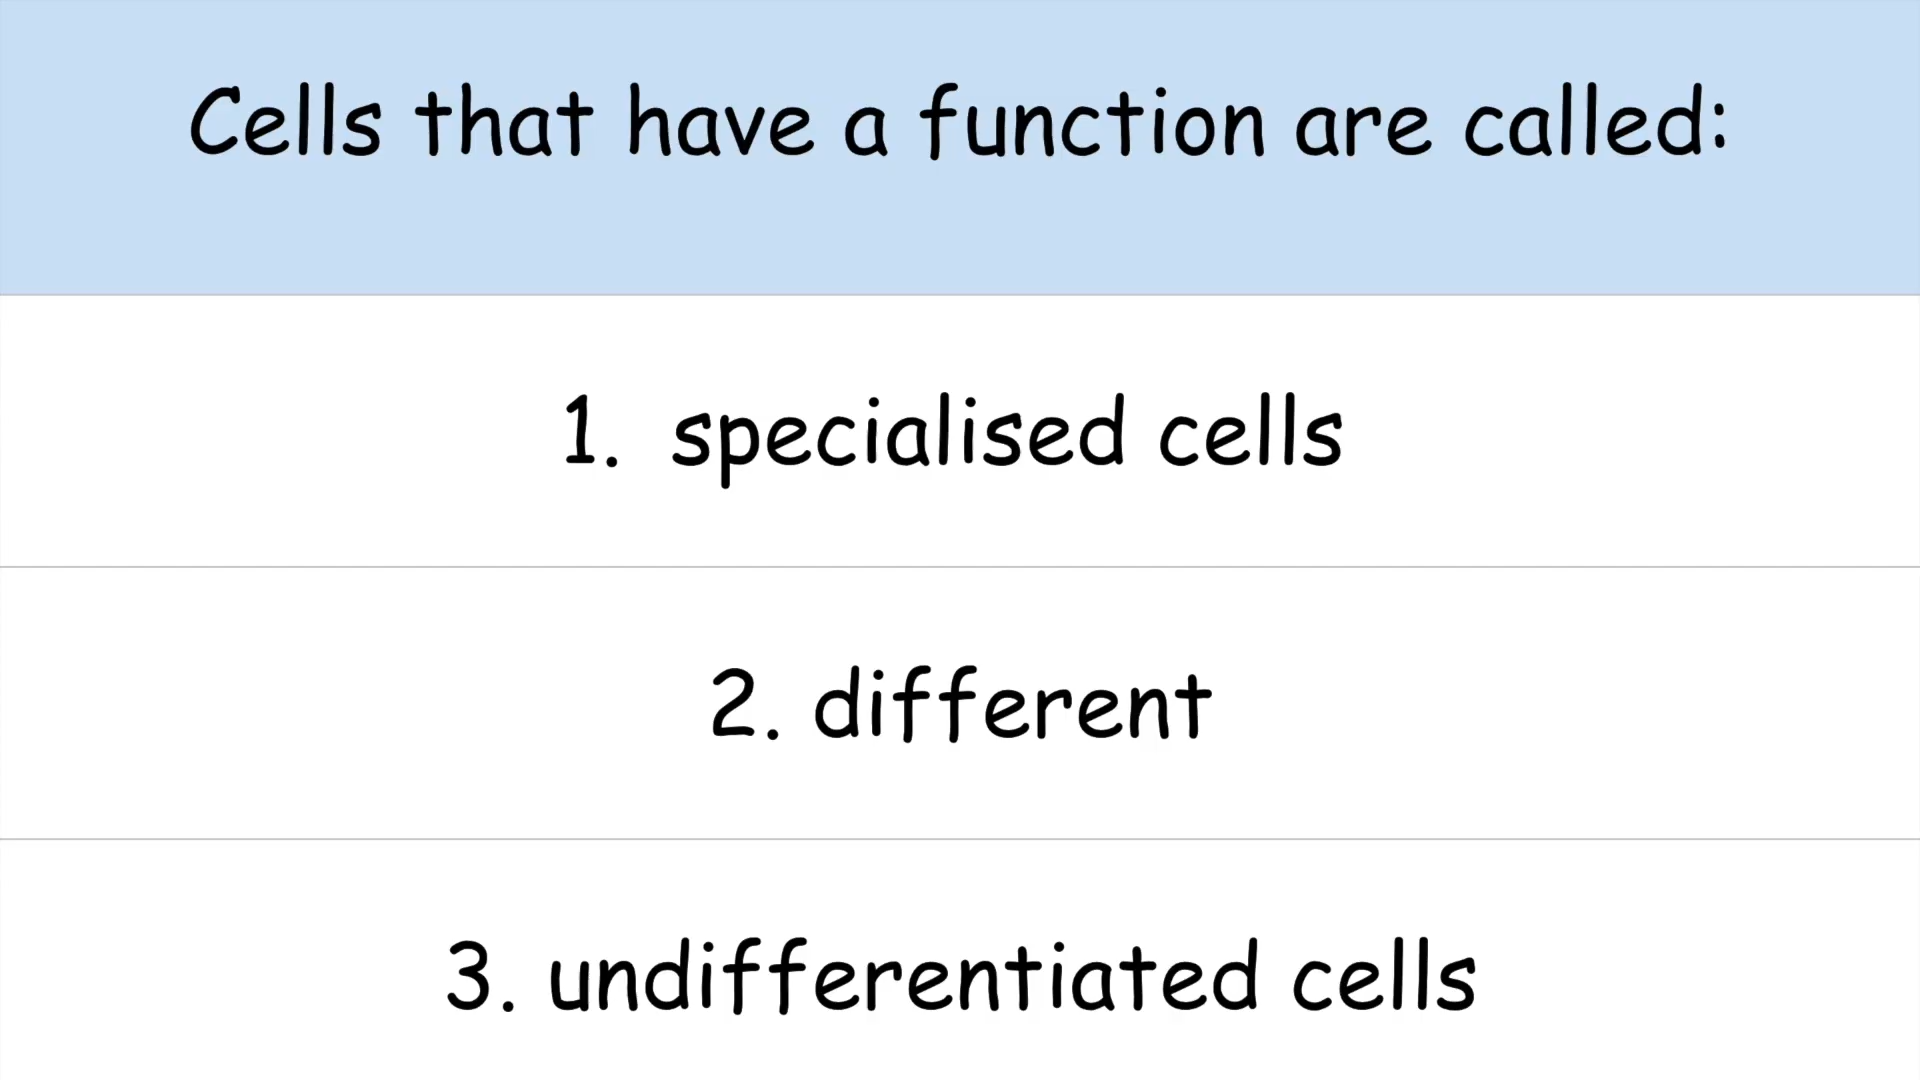 Cells that have a function are called:
1. specialised cells
2. different
3. undifferentiated cells